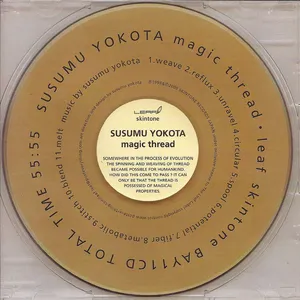 SUSUMU YOKOTA magic thread • leaf skintone BAY11CD TOTAL TIME 53:55
music by susumu yokota 1.weave 2.reflux 3.unravel 4.circular 5.spool 6.potential 7.fiber 8.metabolic 9.stitch 10.blend 11.melt
LEAF
skintone
SUSUMU YOKOTA
magic thread
SOMEWHERE IN THE PROCESS OF EVOLUTION
THE SPINNING AND WEAVING OF THREAD
BECAME POSSIBLE FOR HUMANKIND.
HOW DID THIS COME TO PASS? IT CAN
ONLY BE THAT THE THREAD IS
POSSESSED OF MAGICAL
PROPERTIES.